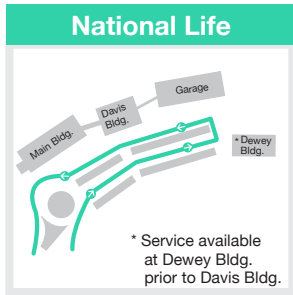 National Life
Garage
Davis
Bldg.
Main Bldg.
* Dewey
Bldg.
* Service available
at Dewey Bldg.
prior to Davis Bldg.